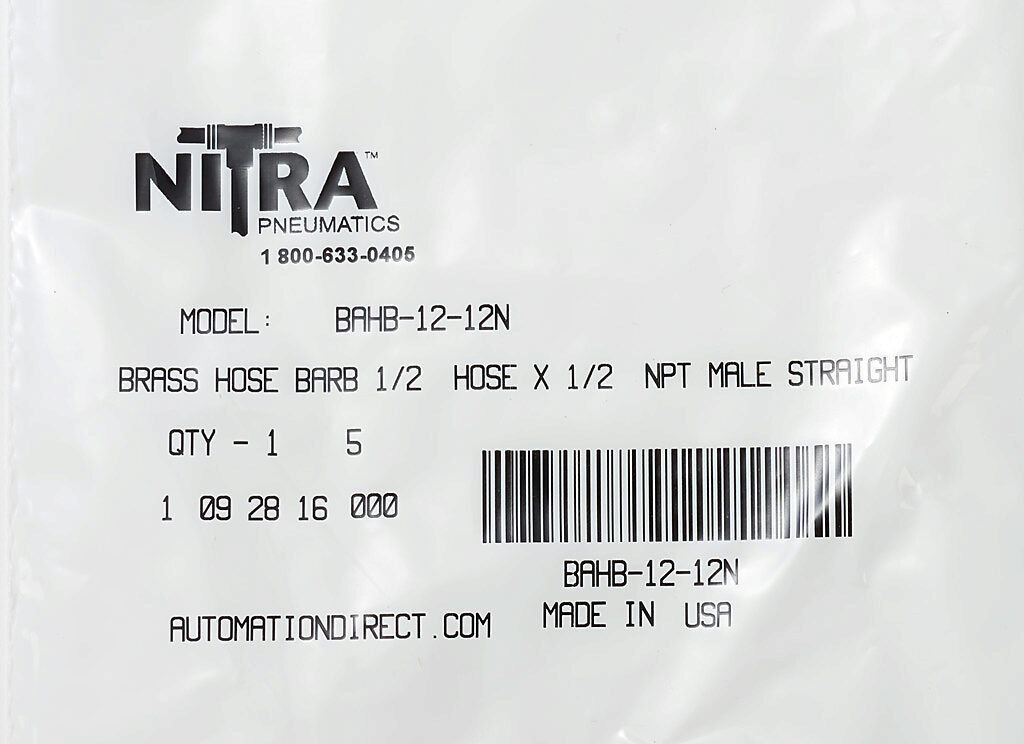 NITRA™
PNEUMATICS
1 800-633-0405
MODEL: BAHB-12-12N
BRASS HOSE BARB 1/2 HOSE X 1/2 NPT MALE STRAIGHT
QTY - 1 5
1 09 28 16 000
BAHB-12-12N
MADE IN USA
AUTOMATIONDIRECT.COM